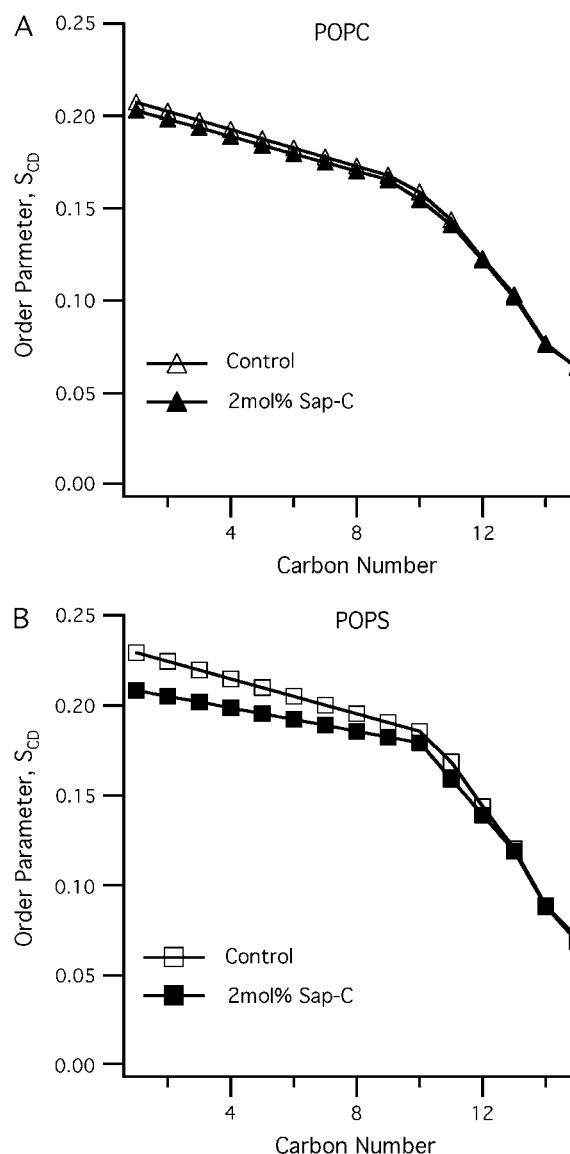 A
POPC
0.25
0.20
0.15
0.10
0.05
0.00
Order Parmeter, SCD
Control
2mol% Sap-C
4
8
12
Carbon Number
B
POPS
0.25
0.20
0.15
0.10
0.05
0.00
Order Parameter, SCD
Control
2mol% Sap-C
4
8
12
Carbon Number